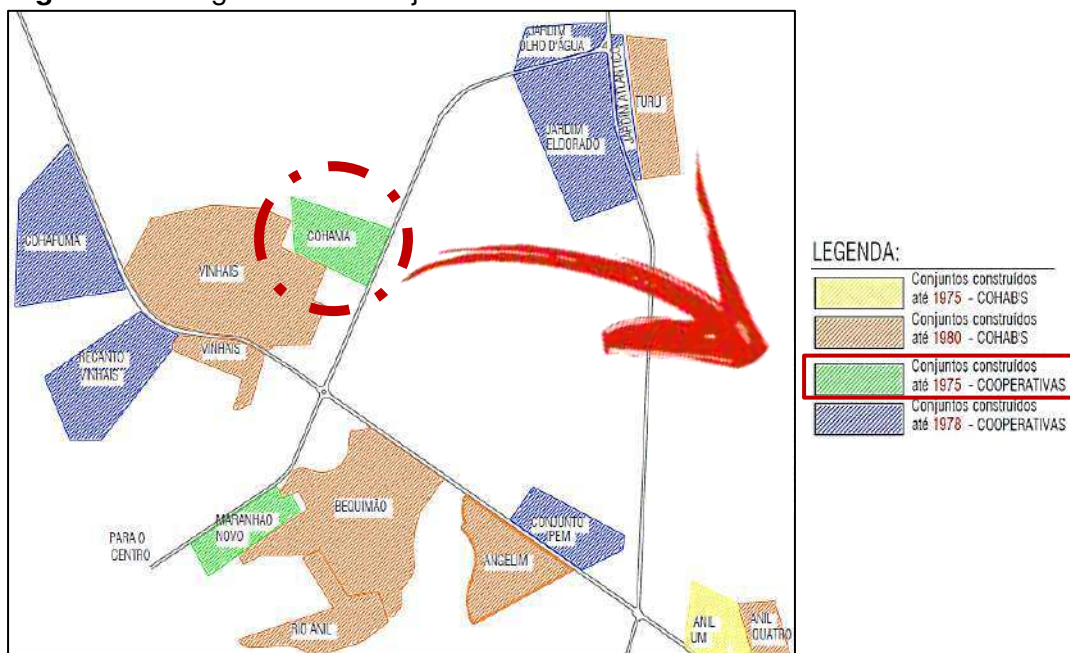 JARDIM
OLHO D'ÁGUA
JARDIM ATLÂNTICO
TURU
JARDIM
ELDORADO
COHAFUMA
VINHAIS
COHAMA
RECANTO
VINHAIS
VINHAIS
BEQUIMÃO
MARANHAO
NOVO
PARA O
CENTRO
CONJUNTO
IPEM
ANGELIM
RIO ANIL
ANIL
UM
ANIL
QUATRO
LEGENDA:
Conjuntos construídos
até 1975 - COHAB'S
Conjuntos construídos
até 1980 - COHAB'S
Conjuntos construídos
até 1975 - COOPERATIVAS
Conjuntos construídos
até 1978 - COOPERATIVAS